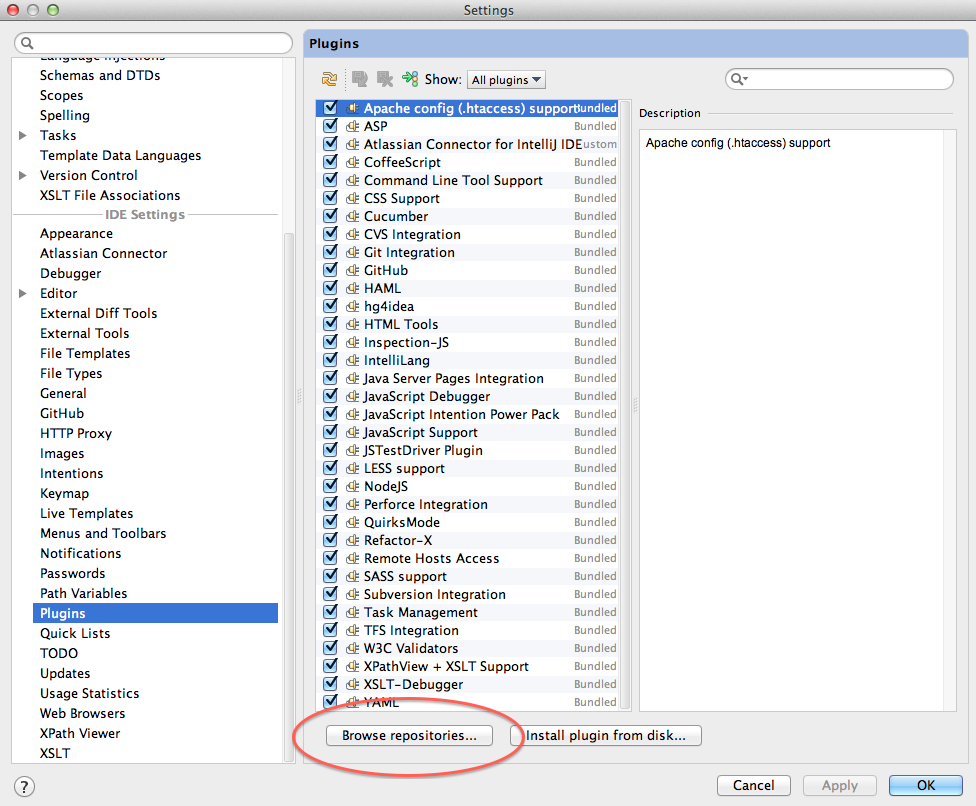 Settings
Language Injections
Schemas and DTDs
Scopes
Spelling
Tasks
Template Data Languages
Version Control
XSLT File Associations
IDE Settings
Appearance
Atlassian Connector
Debugger
Editor
External Diff Tools
External Tools
File Templates
File Types
General
GitHub
HTTP Proxy
Images
Intentions
Keymap
Live Templates
Menus and Toolbars
Notifications
Passwords
Path Variables
Plugins
Quick Lists
TODO
Updates
Usage Statistics
Web Browsers
XPath Viewer
XSLT
Plugins
Show: All plugins
Apache config (.htaccess) support Bundled
ASP Bundled
Atlassian Connector for IntelliJ IDE ustom
CoffeeScript Bundled
Command Line Tool Support Bundled
CSS Support Bundled
Cucumber Bundled
CVS Integration Bundled
Git Integration Bundled
GitHub Bundled
HAML Bundled
hg4idea Bundled
HTML Tools Bundled
Inspection-JS Bundled
IntelliLang Bundled
Java Server Pages Integration Bundled
JavaScript Debugger Bundled
JavaScript Intention Power Pack Bundled
JavaScript Support Bundled
JSTestDriver Plugin Bundled
LESS support Bundled
NodeJS Bundled
Perforce Integration Bundled
QuirksMode Bundled
Refactor-X Bundled
Remote Hosts Access Bundled
SASS support Bundled
Subversion Integration Bundled
Task Management Bundled
TFS Integration Bundled
W3C Validators Bundled
XPathView + XSLT Support Bundled
XSLT-Debugger Bundled
YAML Bundled
Description
Apache config (.htaccess) support
Browse repositories...
Install plugin from disk...
?
Cancel
Apply
OK